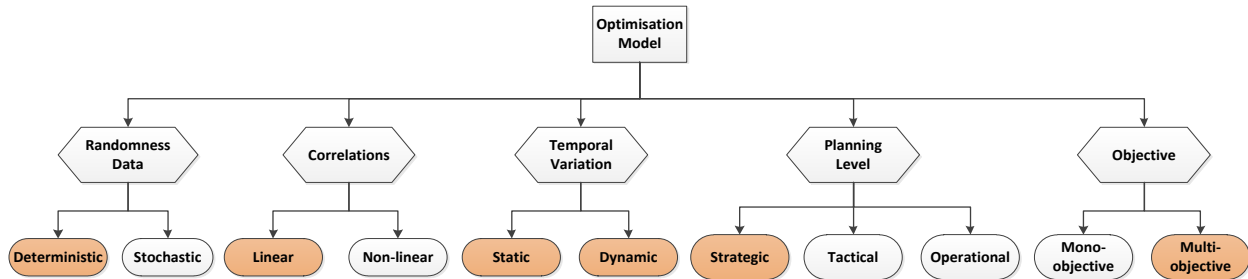 Optimisation
Model
Randomness
Data
Correlations
Temporal
Variation
Planning
Level
Objective
Deterministic
Stochastic
Linear
Non-linear
Static
Dynamic
Strategic
Tactical
Operational
Mono-
objective
Multi-
objective